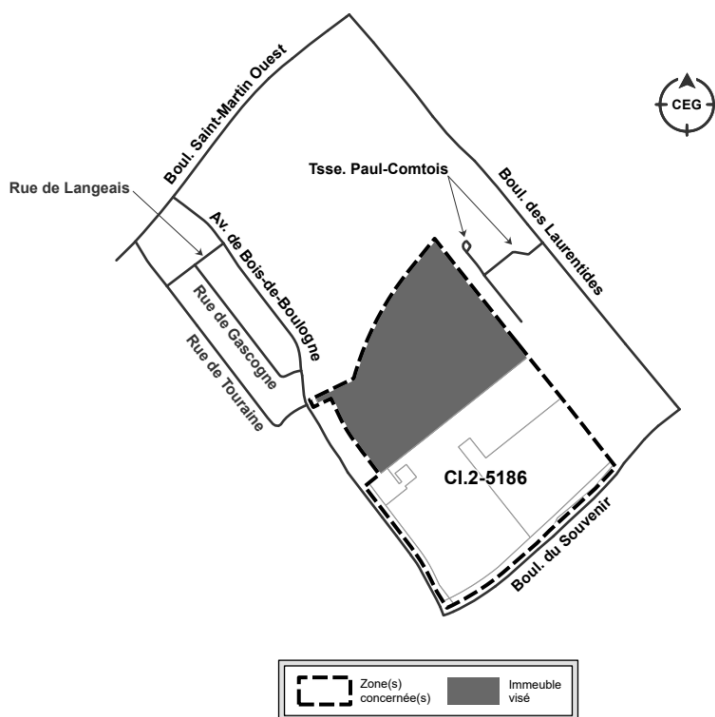 Boul. Saint-Martin Ouest
CEG
Rue de Langeais
Tsse. Paul-Comtois
Av. de Bois-de-Boulogne
Boul. des Laurentides
Rue de Gascogne
Rue de Touraine
CI.2-5186
Boul. du Souvenir
Zone(s)
concernée(s)
Immeuble
visé